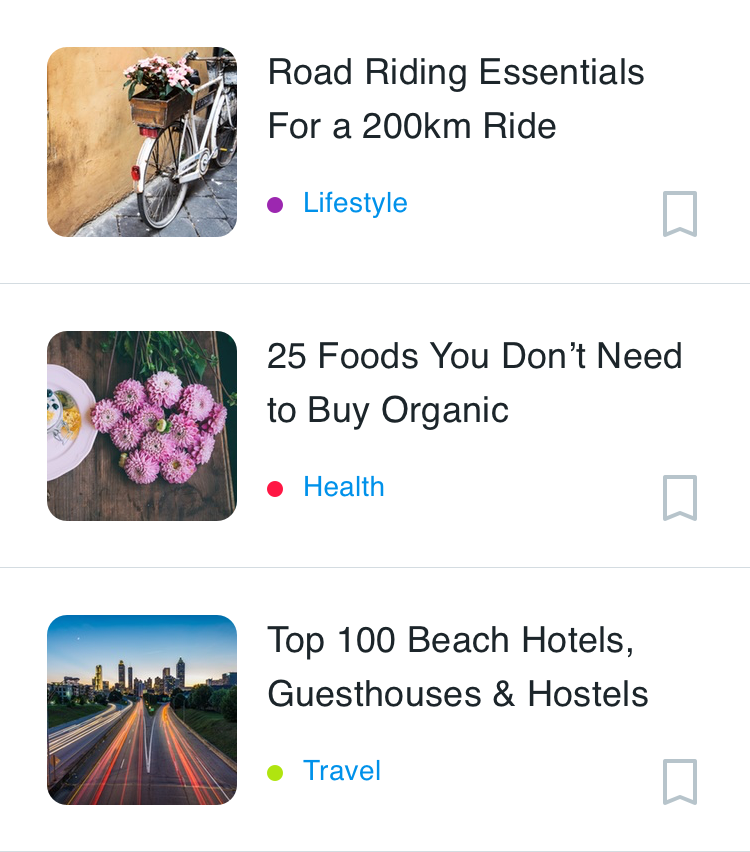 Road Riding Essentials
For a 200km Ride
Lifestyle
25 Foods You Don’t Need
to Buy Organic
Health
Top 100 Beach Hotels,
Guesthouses & Hostels
Travel